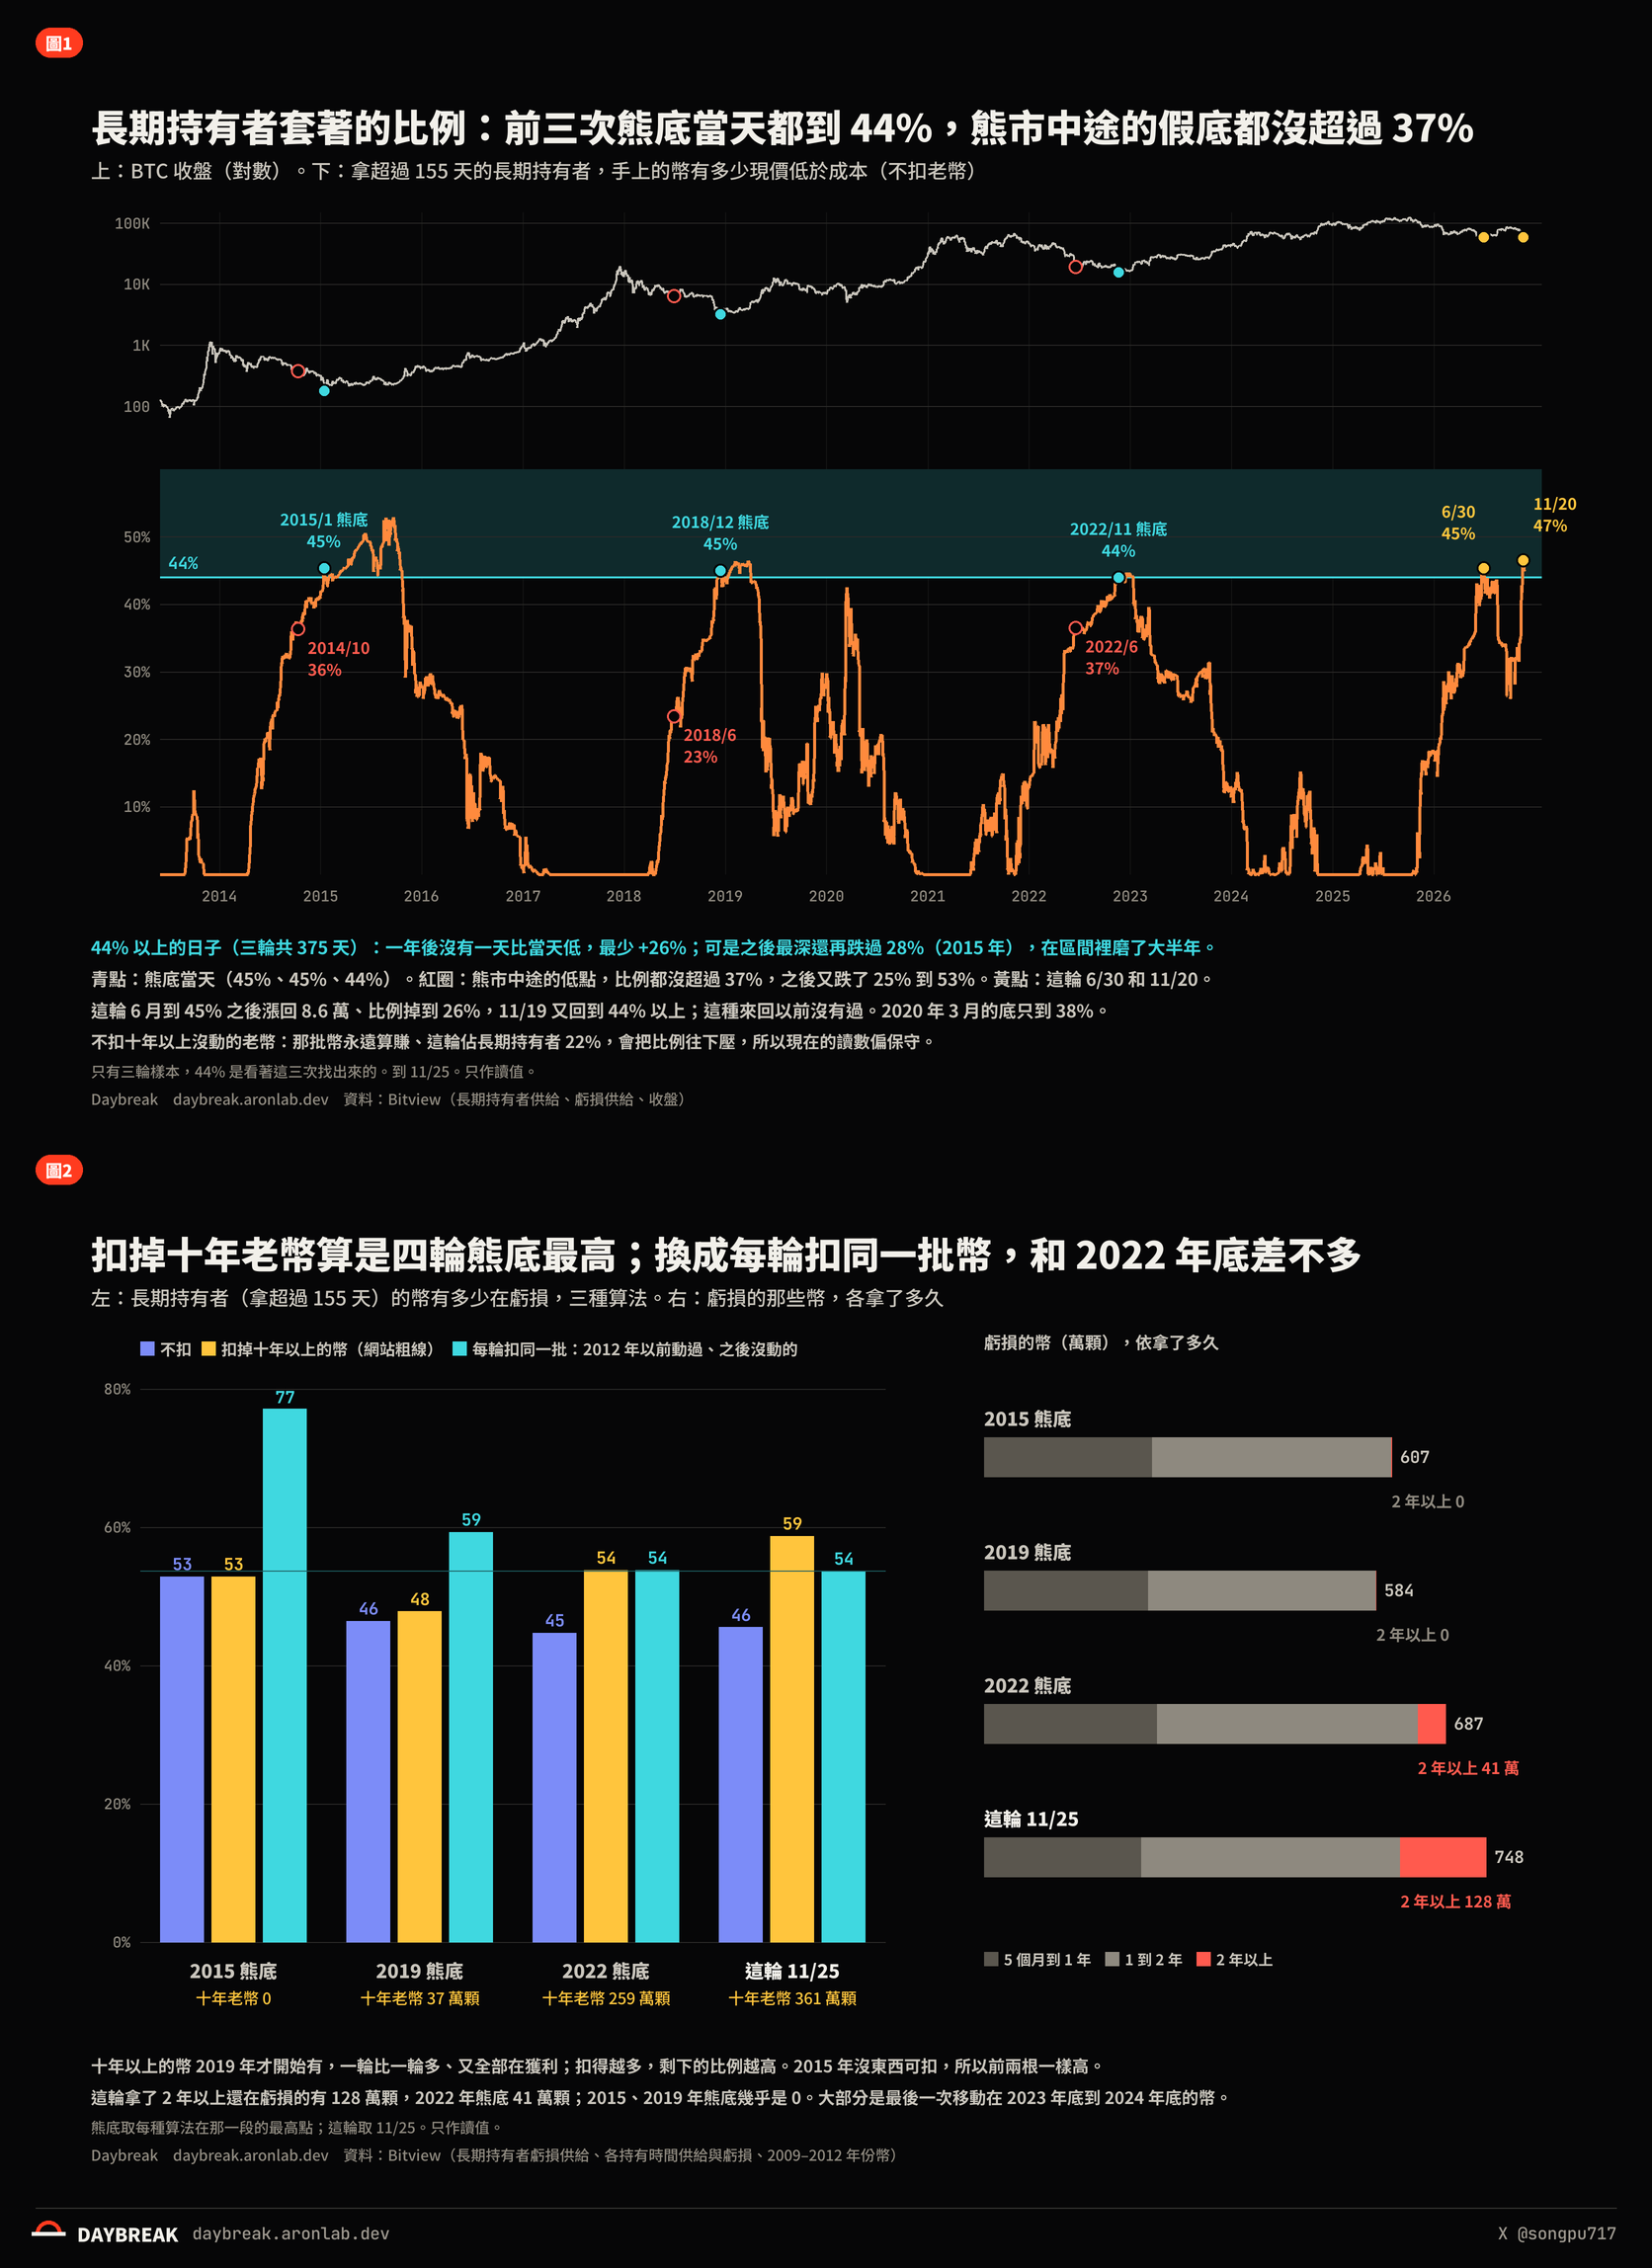 圖1
長期持有者套著的比例：前三次熊底當天都到 44%，熊市中途的假底都沒超過 37%
上：BTC 收盤（對數）。下：拿超過 155 天的長期持有者，手上的幣有多少現價低於成本（不扣老幣）
100K
10K
1K
100
50%
40%
30%
20%
10%
44%
2015/1 熊底
45%
2018/12 熊底
45%
2022/11 熊底
44%
6/30
45%
11/20
47%
2014/10
36%
2018/6
23%
2022/6
37%
2014 2015 2016 2017 2018 2019 2020 2021 2022 2023 2024 2025 2026
44% 以上的日子（三輪共 375 天）：一年後沒有一天比當天低，最少 +26%；可是之後最深還再跌過 28%（2015 年），在區間裡磨了大半年。
青點：熊底當天（45%、45%、44%）。紅圈：熊市中途的低點，比例都沒超過 37%，之後又跌了 25% 到 53%。黃點：這輪 6/30 和 11/20。
這輪 6 月到 45% 之後漲回 8.6 萬、比例掉到 26%，11/19 又回到 44% 以上；這種來回以前沒有過。2020 年 3 月的底只到 38%。
不扣十年以上沒動的老幣：那批幣永遠算賺、這輪佔長期持有者 22%，會把比例往下壓，所以現在的讀數偏保守。
只有三輪樣本，44% 是看著這三次找出來的。到 11/25。只作讀值。
Daybreak daybreak.aronlab.dev 資料：Bitview（長期持有者供給、虧損供給、收盤）
圖2
扣掉十年老幣算是四輪熊底最高；換成每輪扣同一批幣，和 2022 年底差不多
左：長期持有者（拿超過 155 天）的幣有多少在虧損，三種算法。右：虧損的那些幣，各拿了多久
不扣 扣掉十年以上的幣（網站粗線） 每輪扣同一批：2012 年以前動過、之後沒動的
80%
60%
40%
20%
0%
53 53 77
46 48 59
45 54 54
46 59 54
2015 熊底 2019 熊底 2022 熊底 這輪 11/25
十年老幣 0 十年老幣 37 萬顆 十年老幣 259 萬顆 十年老幣 361 萬顆
虧損的幣（萬顆），依拿了多久
2015 熊底
607
2 年以上 0
2019 熊底
584
2 年以上 0
2022 熊底
687
2 年以上 41 萬
這輪 11/25
748
2 年以上 128 萬
5 個月到 1 年 1 到 2 年 2 年以上
十年以上的幣 2019 年才開始有，一輪比一輪多、又全部在獲利；扣得越多，剩下的比例越高。2015 年沒東西可扣，所以前兩根一樣高。
這輪拿了 2 年以上還在虧損的有 128 萬顆，2022 年熊底 41 萬顆；2015、2019 年熊底幾乎是 0。大部分是最後一次移動在 2023 年底到 2024 年底的幣。
熊底取每種算法在那一段的最高點；這輪取 11/25。只作讀值。
Daybreak daybreak.aronlab.dev 資料：Bitview（長期持有者虧損供給、各持有時間供給與虧損、2009–2012 年份幣）
DAYBREAK daybreak.aronlab.dev
X @songpu717